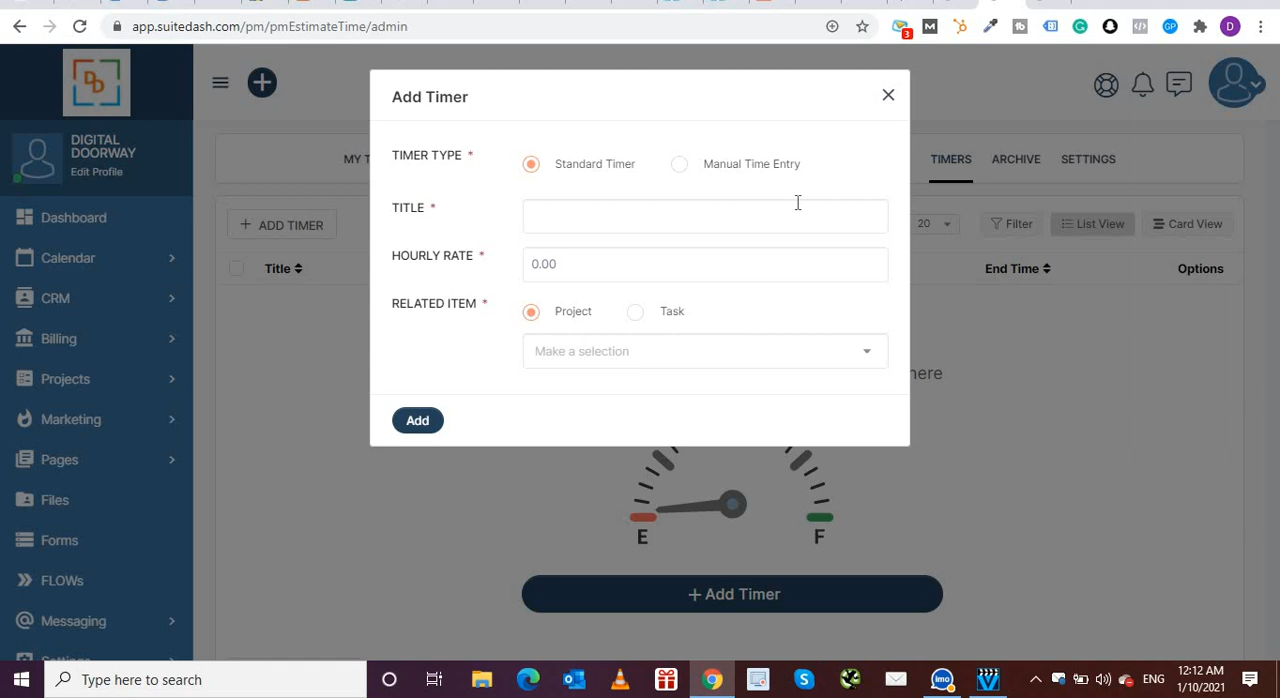 app.suitedash.com/pm/pmEstimateTime/admin
3
D
DD
DIGITAL
DOORWAY
Edit Profile
Dashboard
Calendar
CRM
Billing
Projects
Marketing
Pages
Files
Forms
FLOWs
Messaging
MY T
TIMERS
ARCHIVE
SETTINGS
+ ADD TIMER
20
Filter
List View
Card View
Title
End Time
Options
Add Timer
TIMER TYPE *
Standard Timer
Manual Time Entry
TITLE *
HOURLY RATE *
0.00
RELATED ITEM *
Project
Task
Make a selection
Add
here
E
F
+ Add Timer
Type here to search
imo
ENG
12:12 AM
1/10/2021